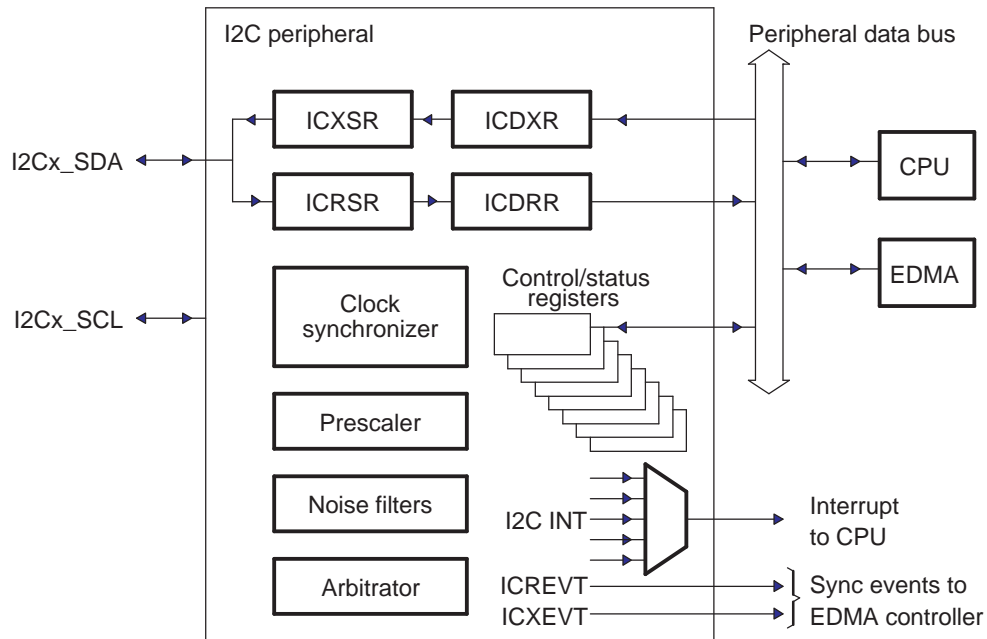 I2C peripheral
Peripheral data bus
ICXSR
ICDXR
I2Cx_SDA
CPU
ICRSR
ICDRR
EDMA
Control/status
registers
Clock
synchronizer
I2Cx_SCL
Prescaler
Noise filters
I2C INT
Interrupt
to CPU
Arbitrator
ICREVT
ICXEVT
Sync events to
EDMA controller